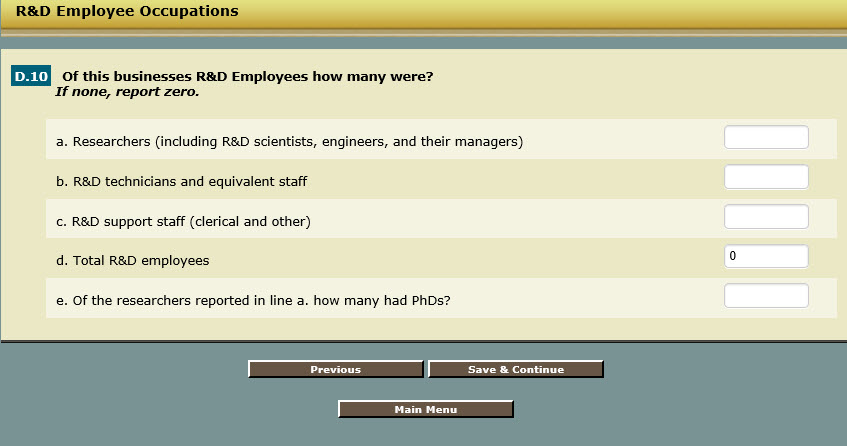 R&D Employee Occupations
D.10 Of this businesses R&D Employees how many were?
If none, report zero.
a. Researchers (including R&D scientists, engineers, and their managers)
b. R&D technicians and equivalent staff
c. R&D support staff (clerical and other)
d. Total R&D employees 0
e. Of the researchers reported in line a. how many had PhDs?
Previous Save & Continue
Main Menu